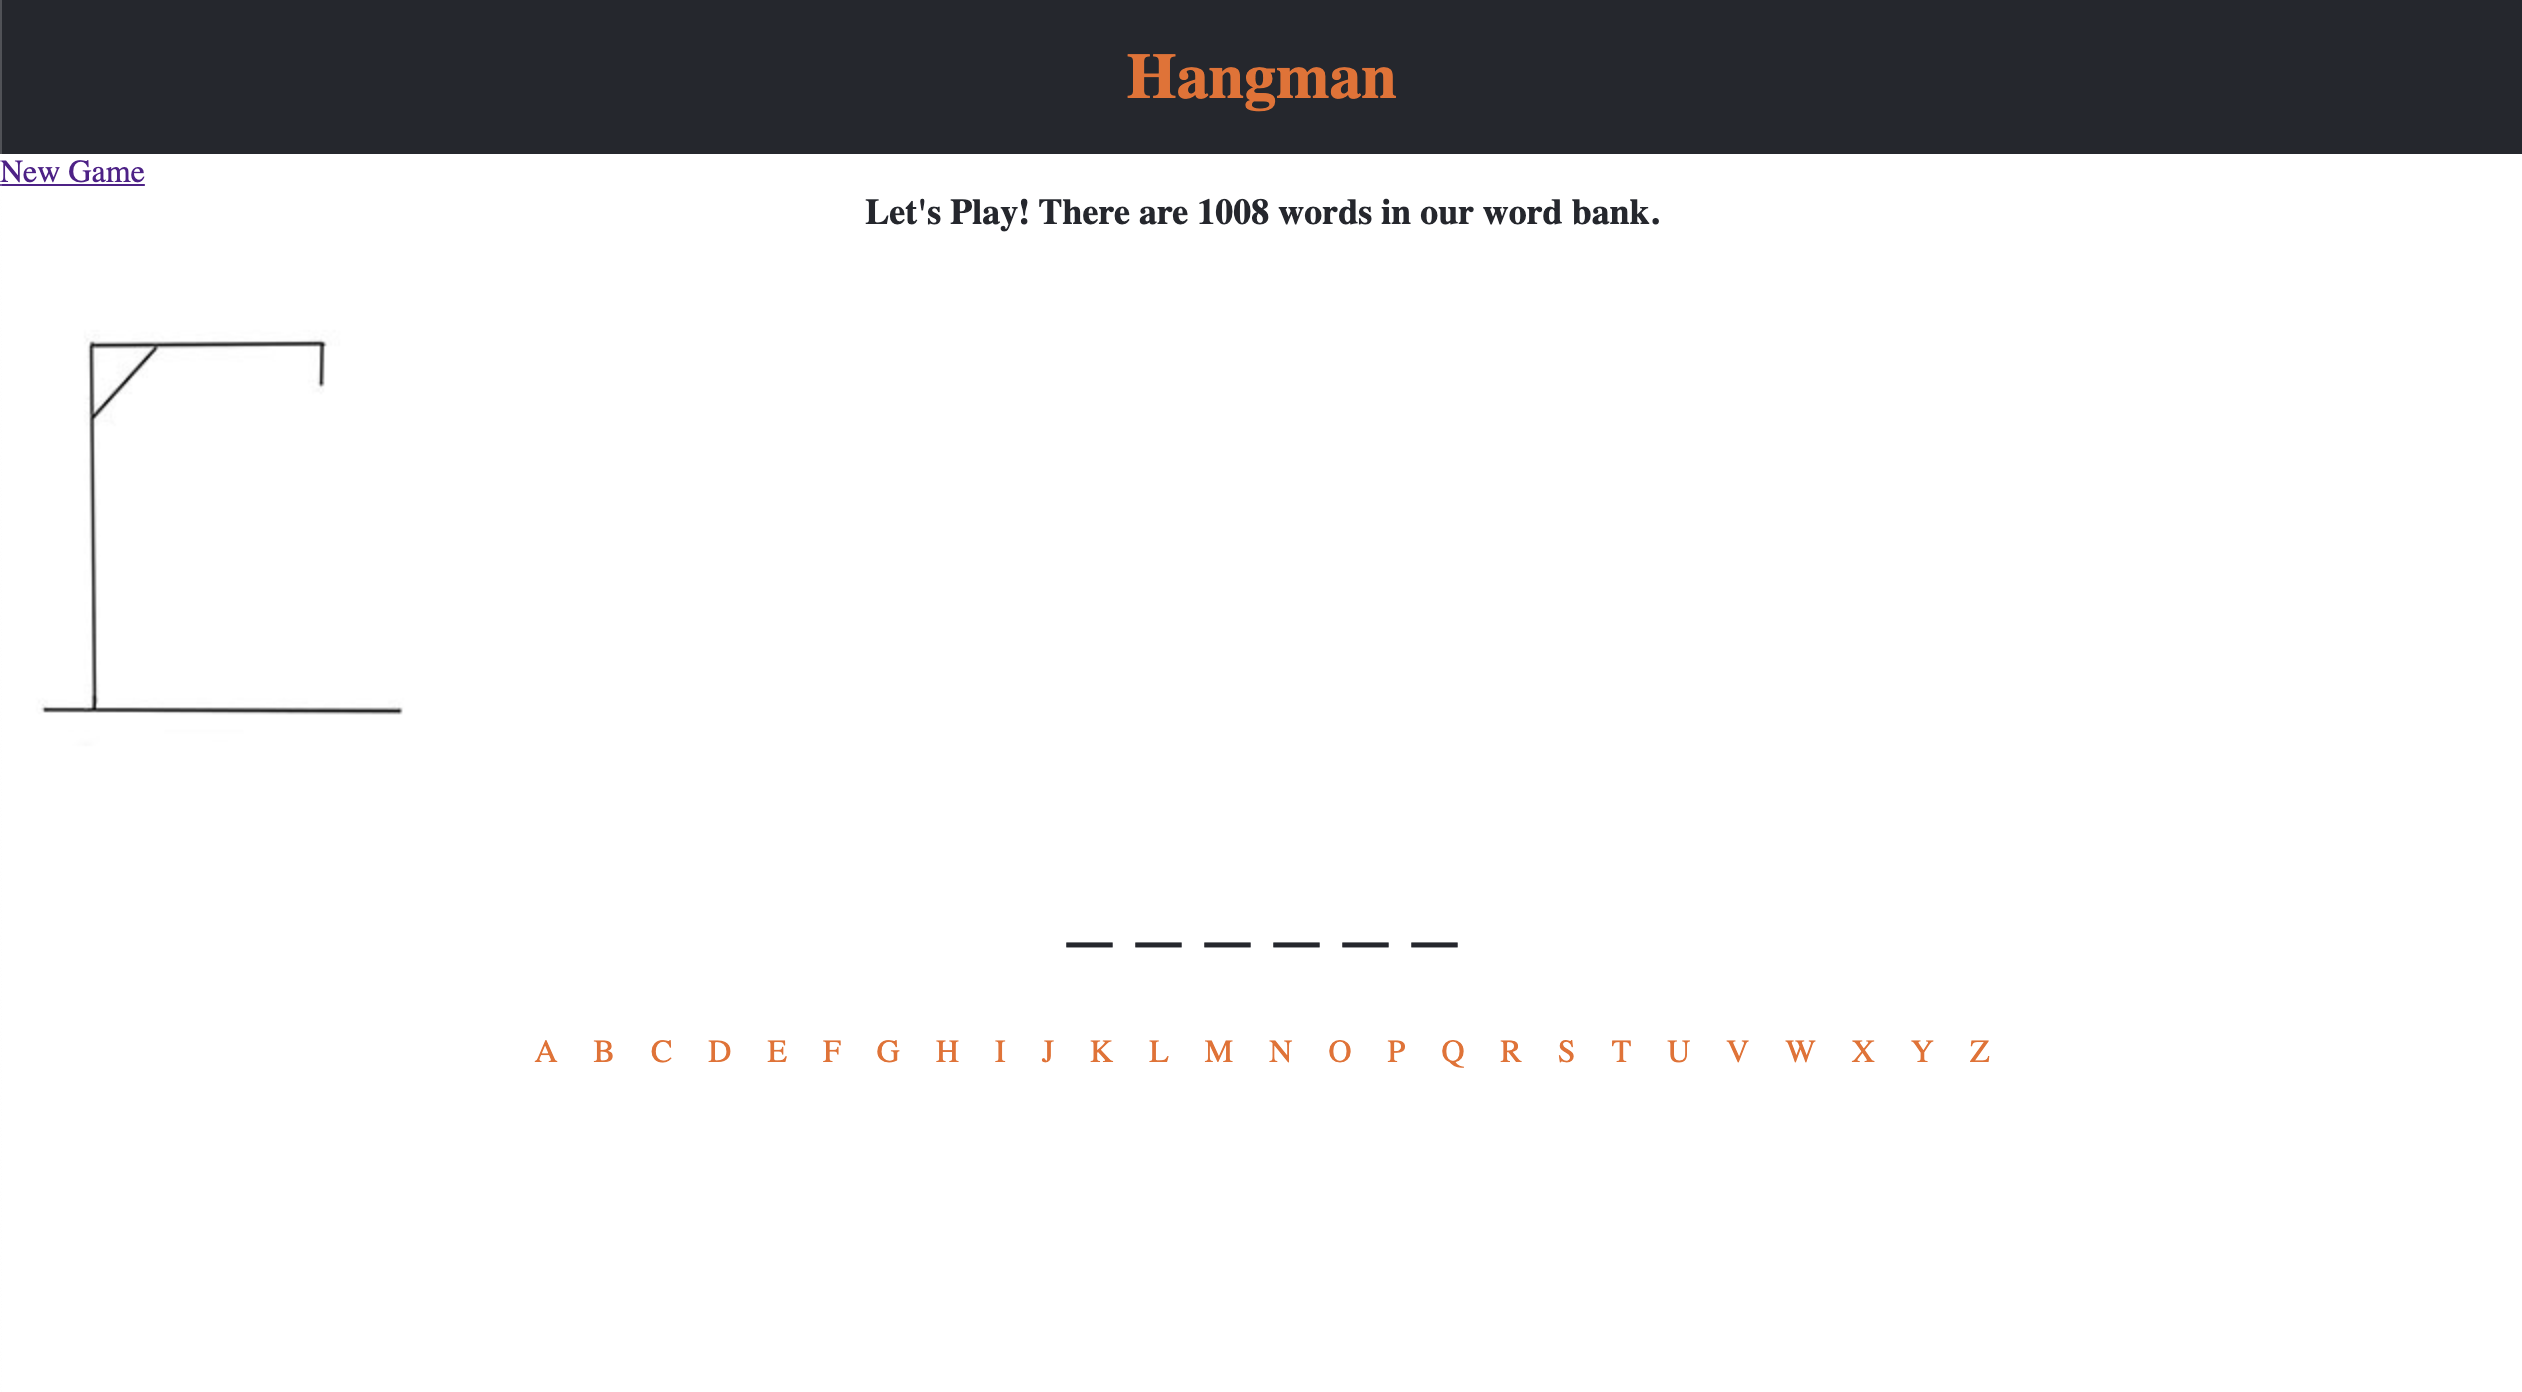 Hangman
New Game
Let's Play! There are 1008 words in our word bank.
_ _ _ _ _ _
A B C D E F G H I J K L M N O P Q R S T U V W X Y Z